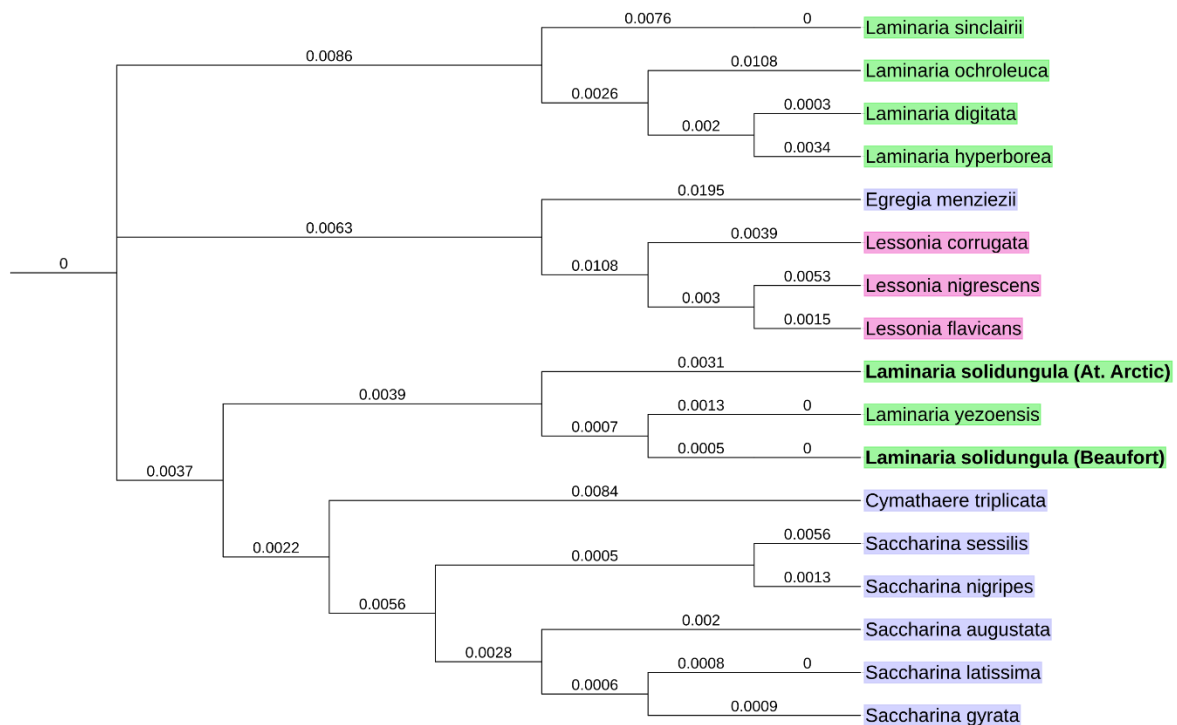 0.0076 0 Laminaria sinclairii
0.0086
0.0108 Laminaria ochroleuca
0.0026
0.0003 Laminaria digitata
0.002
0.0034 Laminaria hyperborea
0.0195 Egregia menziezii
0.0063
0.0039 Lessonia corrugata
0
0.0108
0.0053 Lessonia nigrescens
0.003
0.0015 Lessonia flavicans
0.0031 Laminaria solidungula (At. Arctic)
0.0039
0.0013 0 Laminaria yezoensis
0.0007
0.0005 0 Laminaria solidungula (Beaufort)
0.0037
0.0084 Cymathaere triplicata
0.0056 Saccharina sessilis
0.0022
0.0005
0.0013 Saccharina nigripes
0.0056
0.002 Saccharina augustata
0.0028
0.0008 0 Saccharina latissima
0.0006
0.0009 Saccharina gyrata